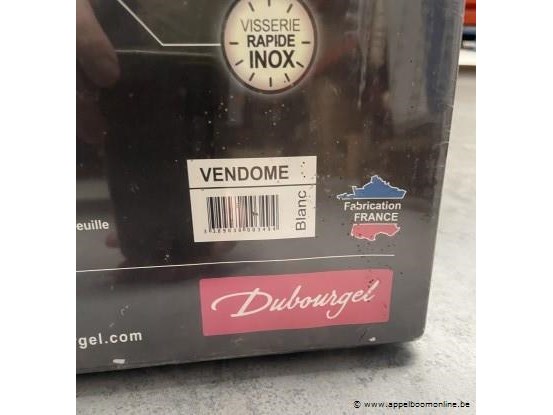 VISSERIE
RAPIDE
INOX
VENDOME
Blanc
Fabrication
FRANCE
euille
Dubourgel
gel.com
© www.appelboomonline.be